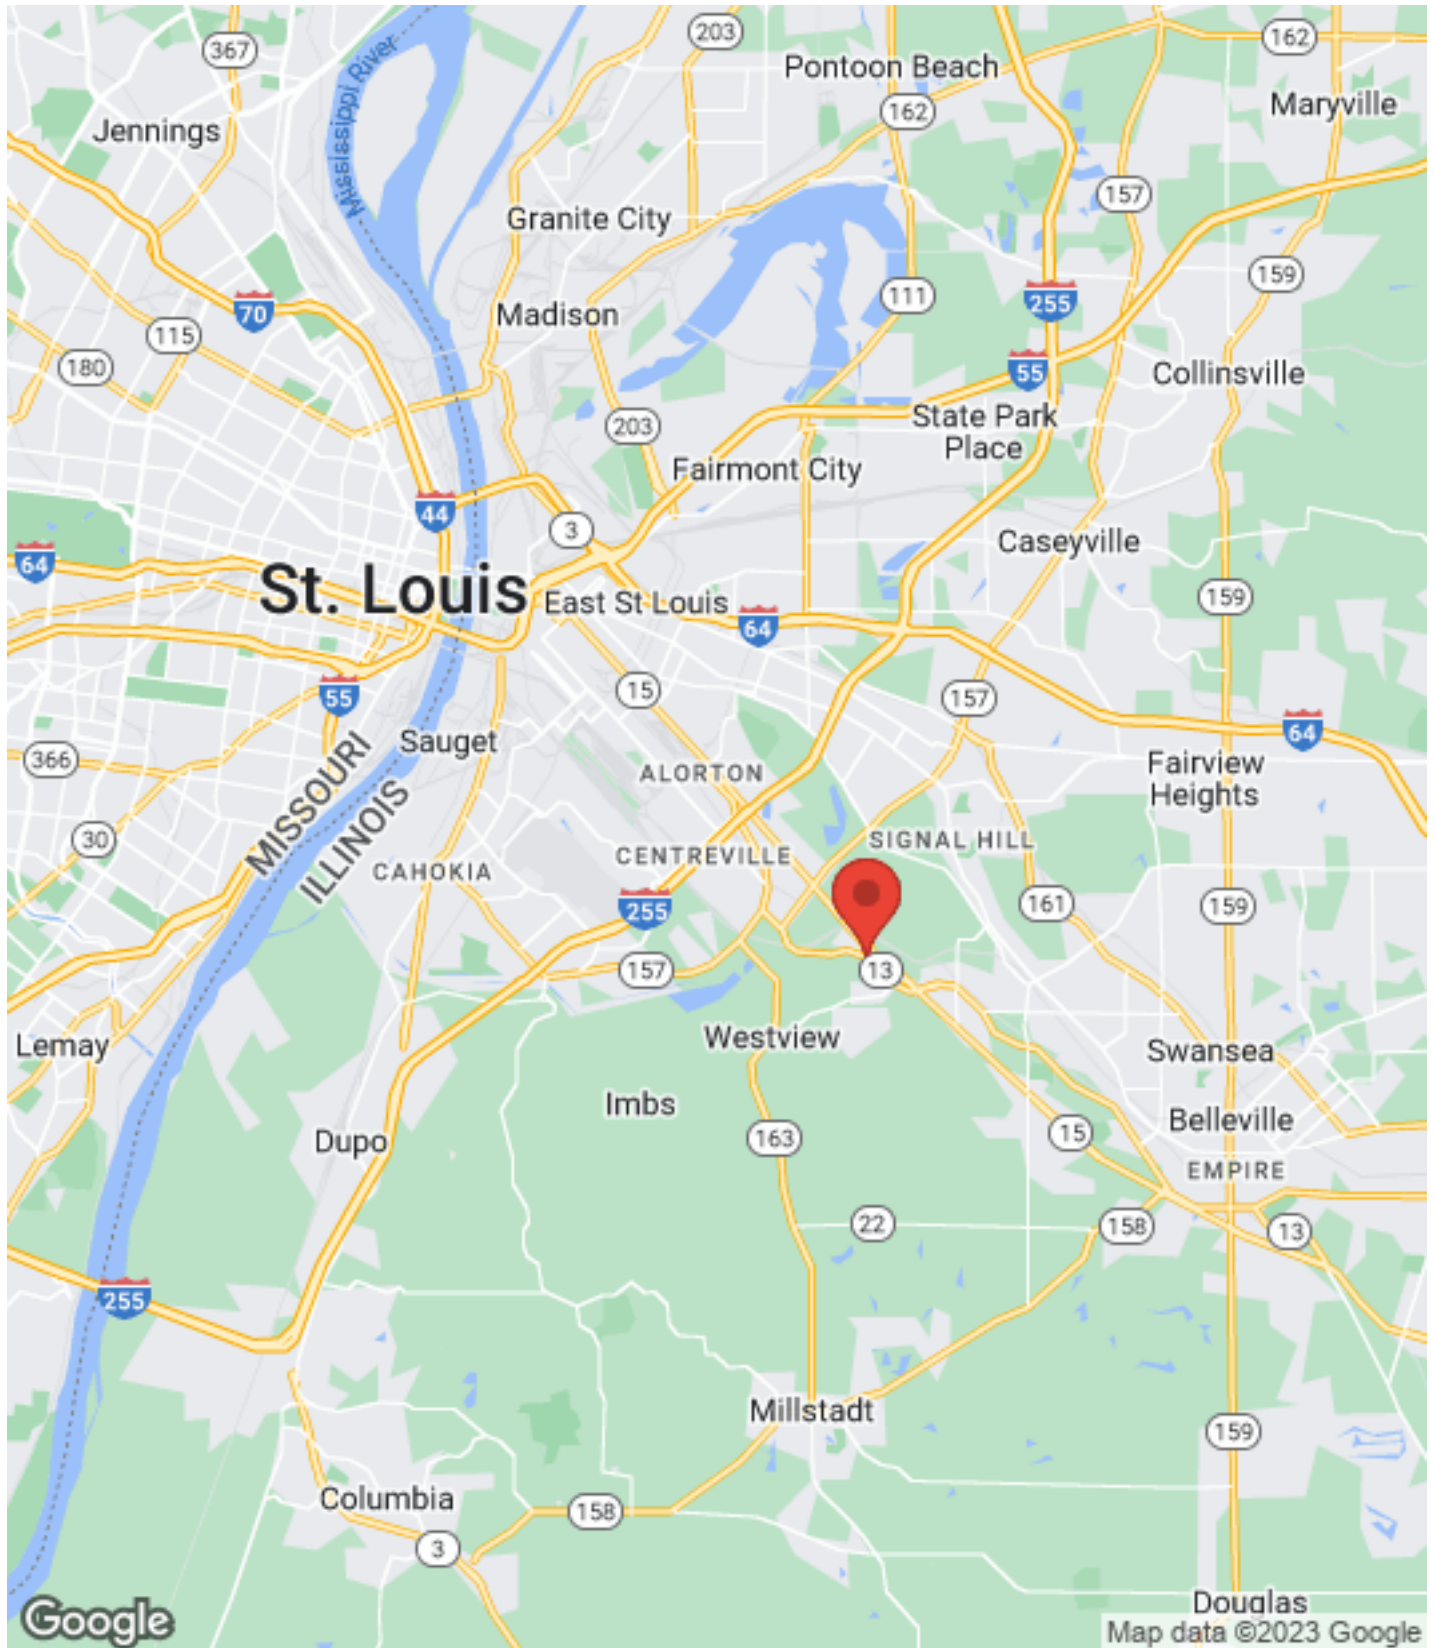 203
162
367
Pontoon Beach
Mississippi River
162
Maryville
Jennings
157
Granite City
159
111
255
70
Madison
115
55
180
Collinsville
203
State Park
Place
Fairmont City
44
3
Caseyville
64
St. Louis
East St Louis
159
64
15
157
55
64
Sauget
366
MISSOURI
ILLINOIS
ALORTON
Fairview
Heights
30
SIGNAL HILL
CENTREVILLE
CAHOKIA
255
161
159
157
13
Westview
Lemay
Swansea
Imbs
Belleville
15
Dupo
163
EMPIRE
22
158
13
255
Millstadt
159
Columbia
158
3
Douglas
Google
Map data ©2023 Google